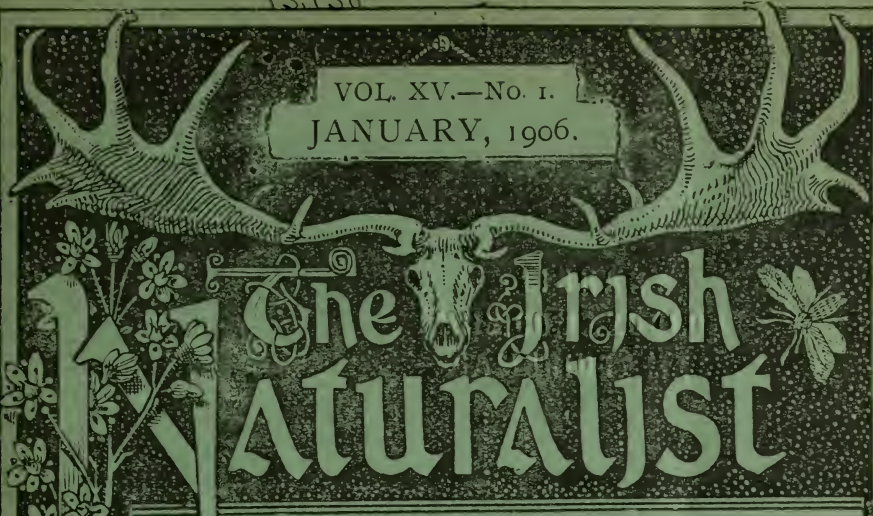 VOL. XV.—No. 1.
JANUARY, 1906.
The Irish
Naturalist